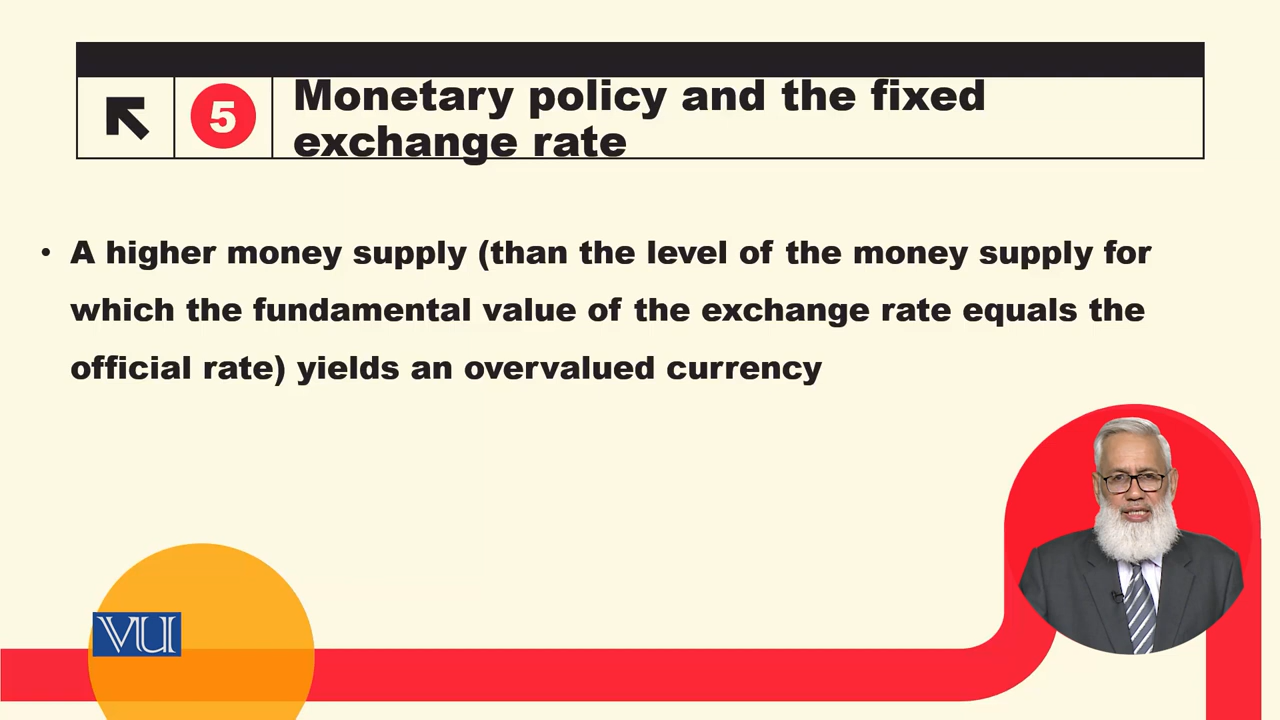 5
Monetary policy and the fixed
exchange rate
• A higher money supply (than the level of the money supply for
which the fundamental value of the exchange rate equals the
official rate) yields an overvalued currency
VU